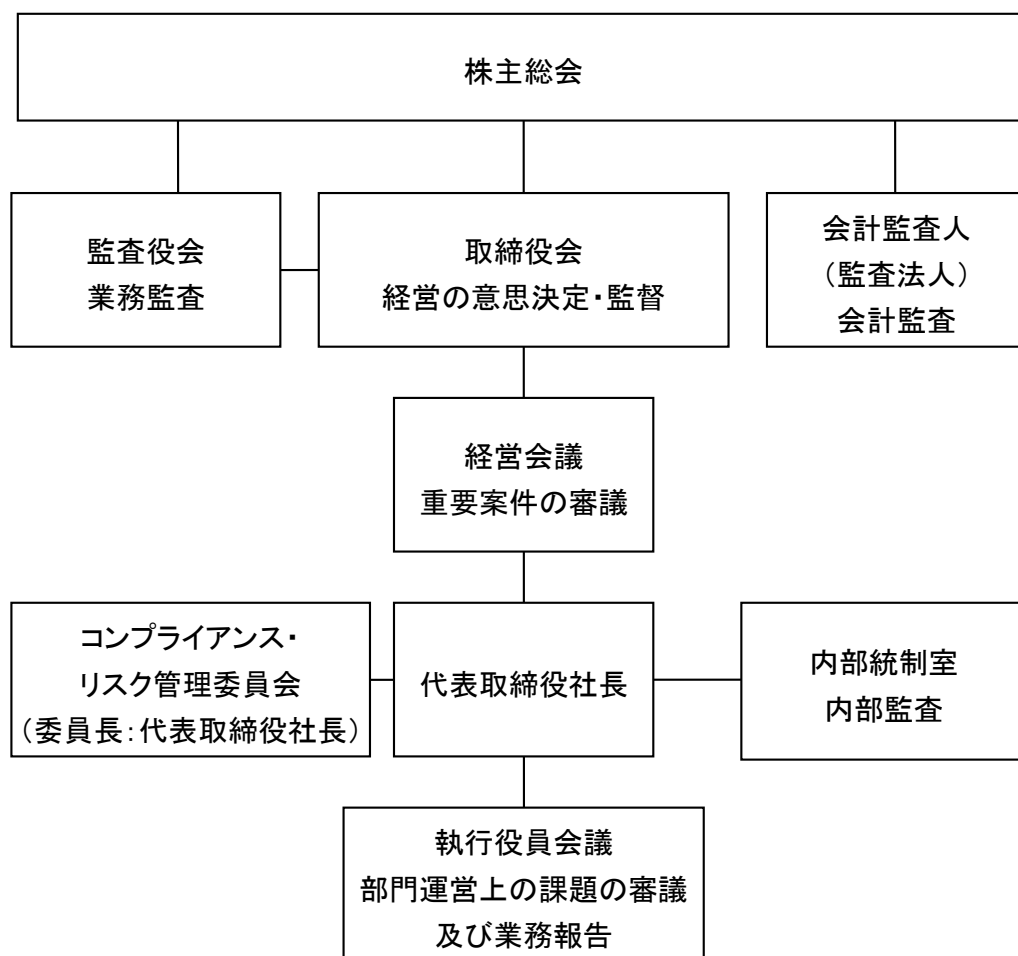 株主総会
監査役会
業務監査
取締役会
経営の意思決定・監督
会計監査人
（監査法人）
会計監査
経営会議
重要案件の審議
コンプライアンス・
リスク管理委員会
（委員長：代表取締役社長）
代表取締役社長
内部統制室
内部監査
執行役員会議
部門運営上の課題の審議
及び業務報告